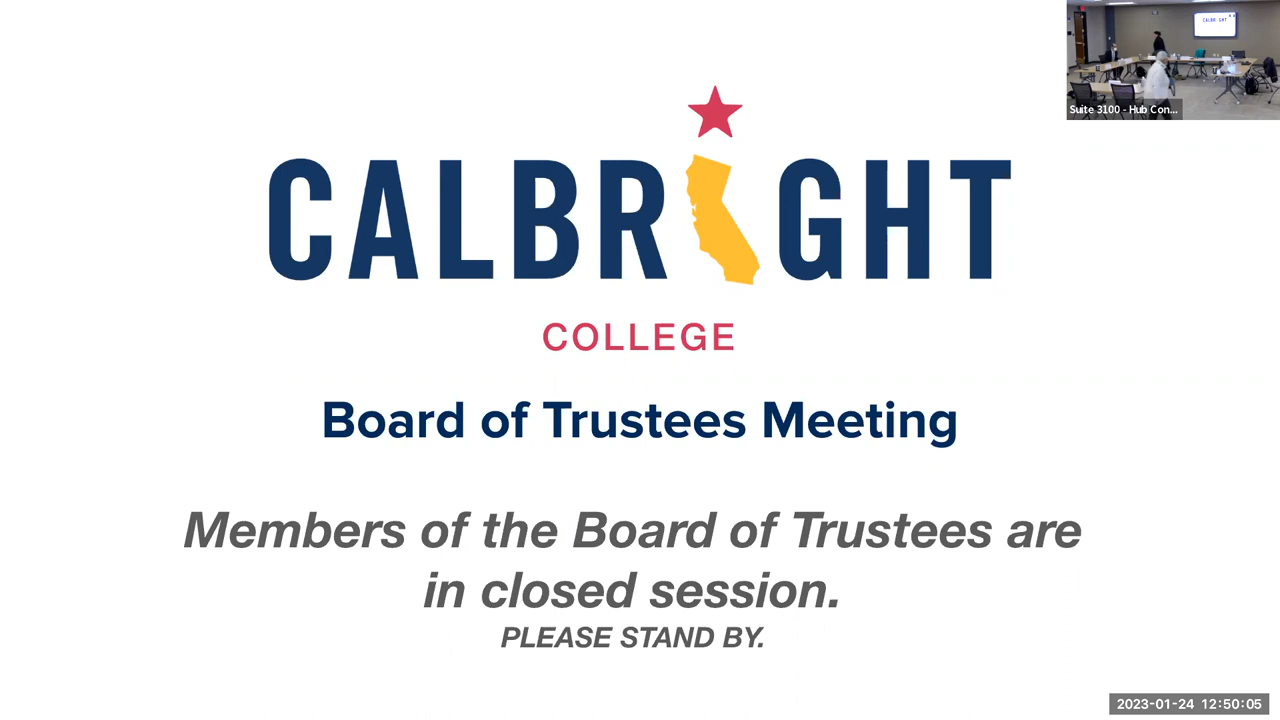 CALBRIGHT
COLLEGE
Board of Trustees Meeting
Members of the Board of Trustees are
in closed session.
PLEASE STAND BY.
Suite 3100 - Hub Con...
2023-01-24 12:50:05